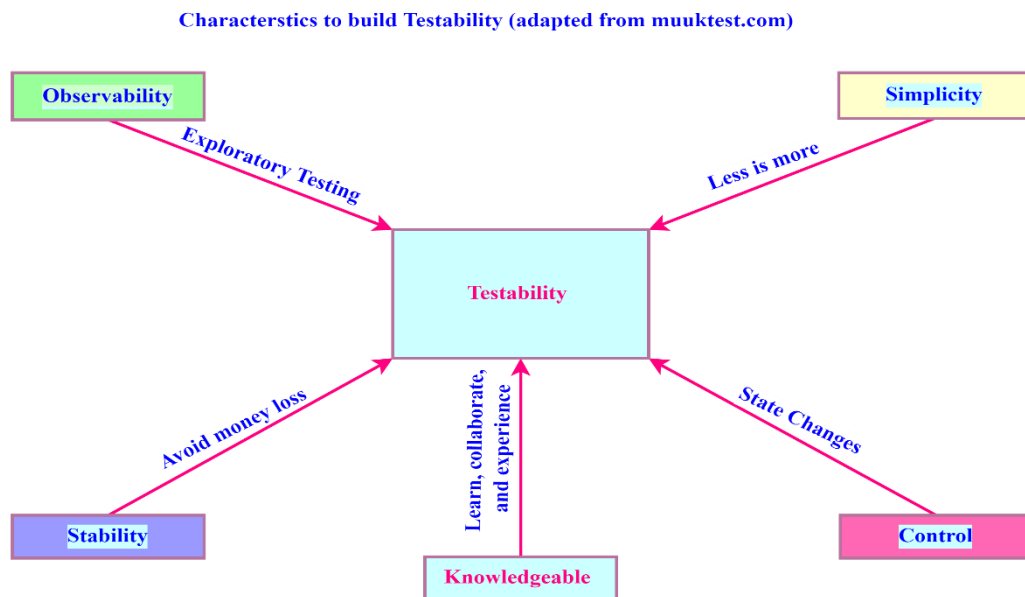 Characterstics to build Testability (adapted from muuktest.com)
Observability
Simplicity
Exploratory Testing
Less is more
Testability
Avoid money loss
Learn, collaborate,
and experience
State Changes
Stability
Knowledgeable
Control